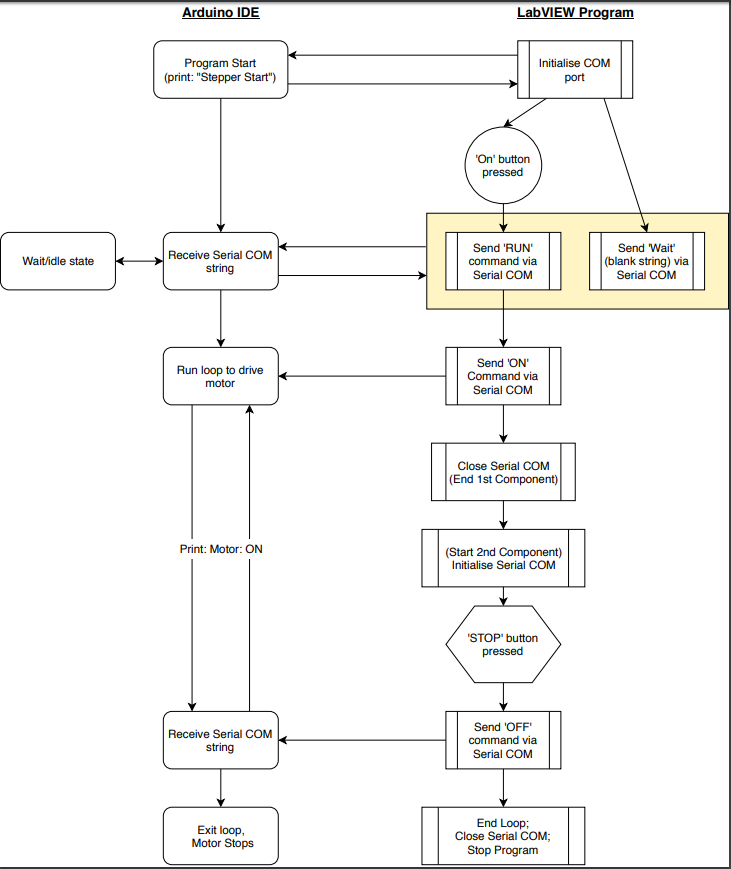 Arduino IDE
LabVIEW Program
Program Start
(print: "Stepper Start")
Initialise COM
port
'On' button
pressed
Wait/idle state
Receive Serial COM
string
Send 'RUN'
command via
Serial COM
Send 'Wait'
(blank string) via
Serial COM
Run loop to drive
motor
Send 'ON'
Command via
Serial COM
Close Serial COM
(End 1st Component)
Print: Motor: ON
(Start 2nd Component)
Initialise Serial COM
'STOP' button
pressed
Receive Serial COM
string
Send 'OFF'
command via
Serial COM
Exit loop,
Motor Stops
End Loop;
Close Serial COM;
Stop Program